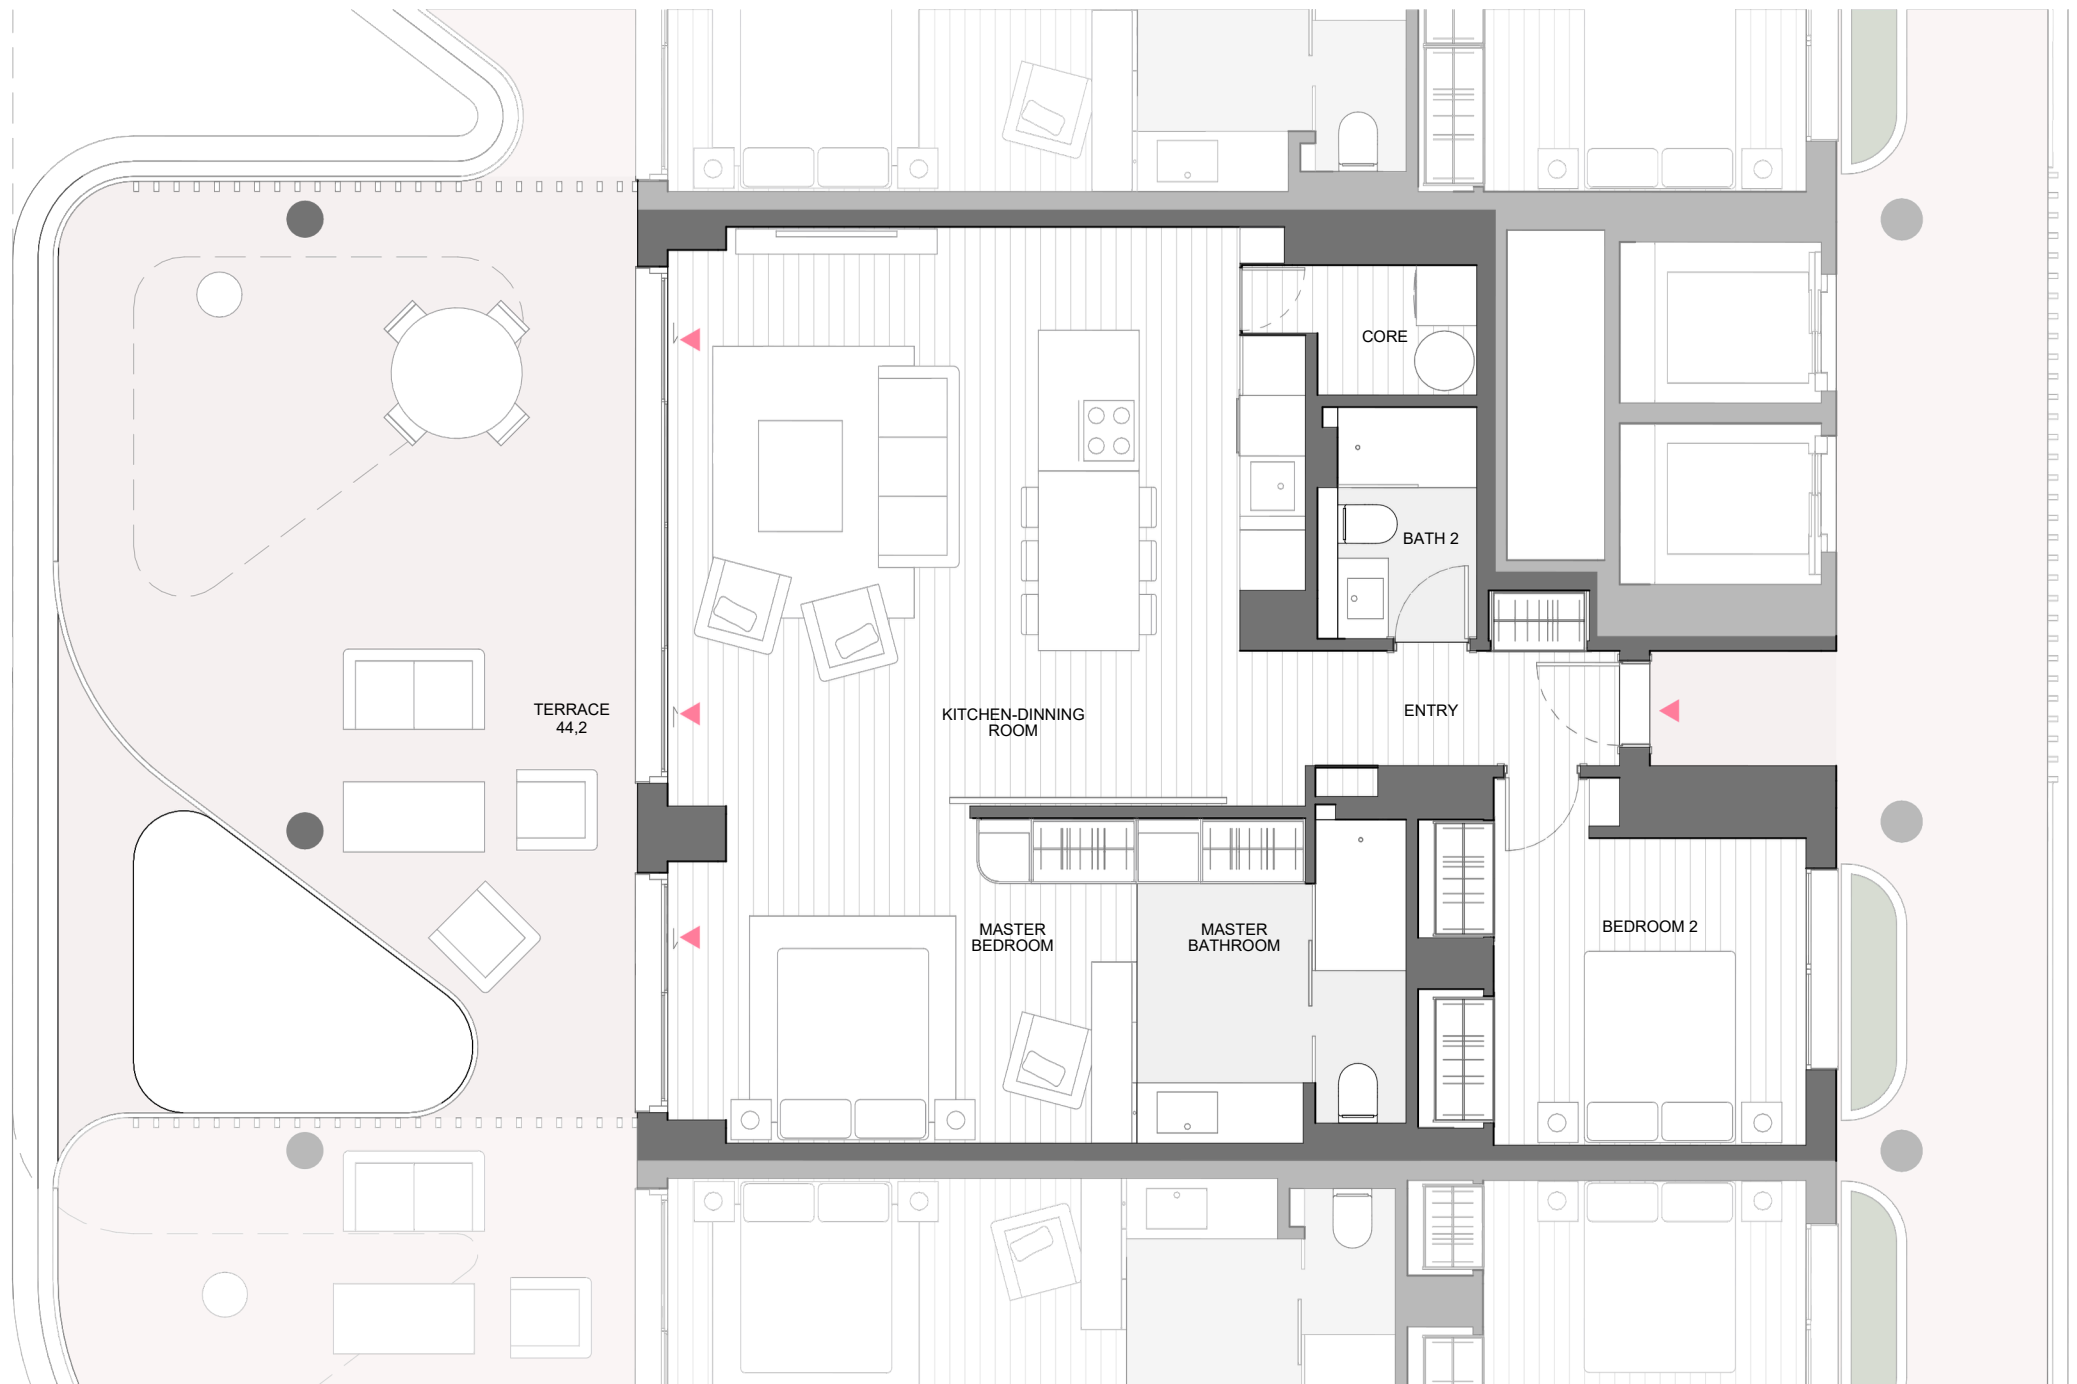 CORE
BATH 2
TERRACE
44,2
KITCHEN-DINNING
ROOM
ENTRY
MASTER
BEDROOM
MASTER
BATHROOM
BEDROOM 2